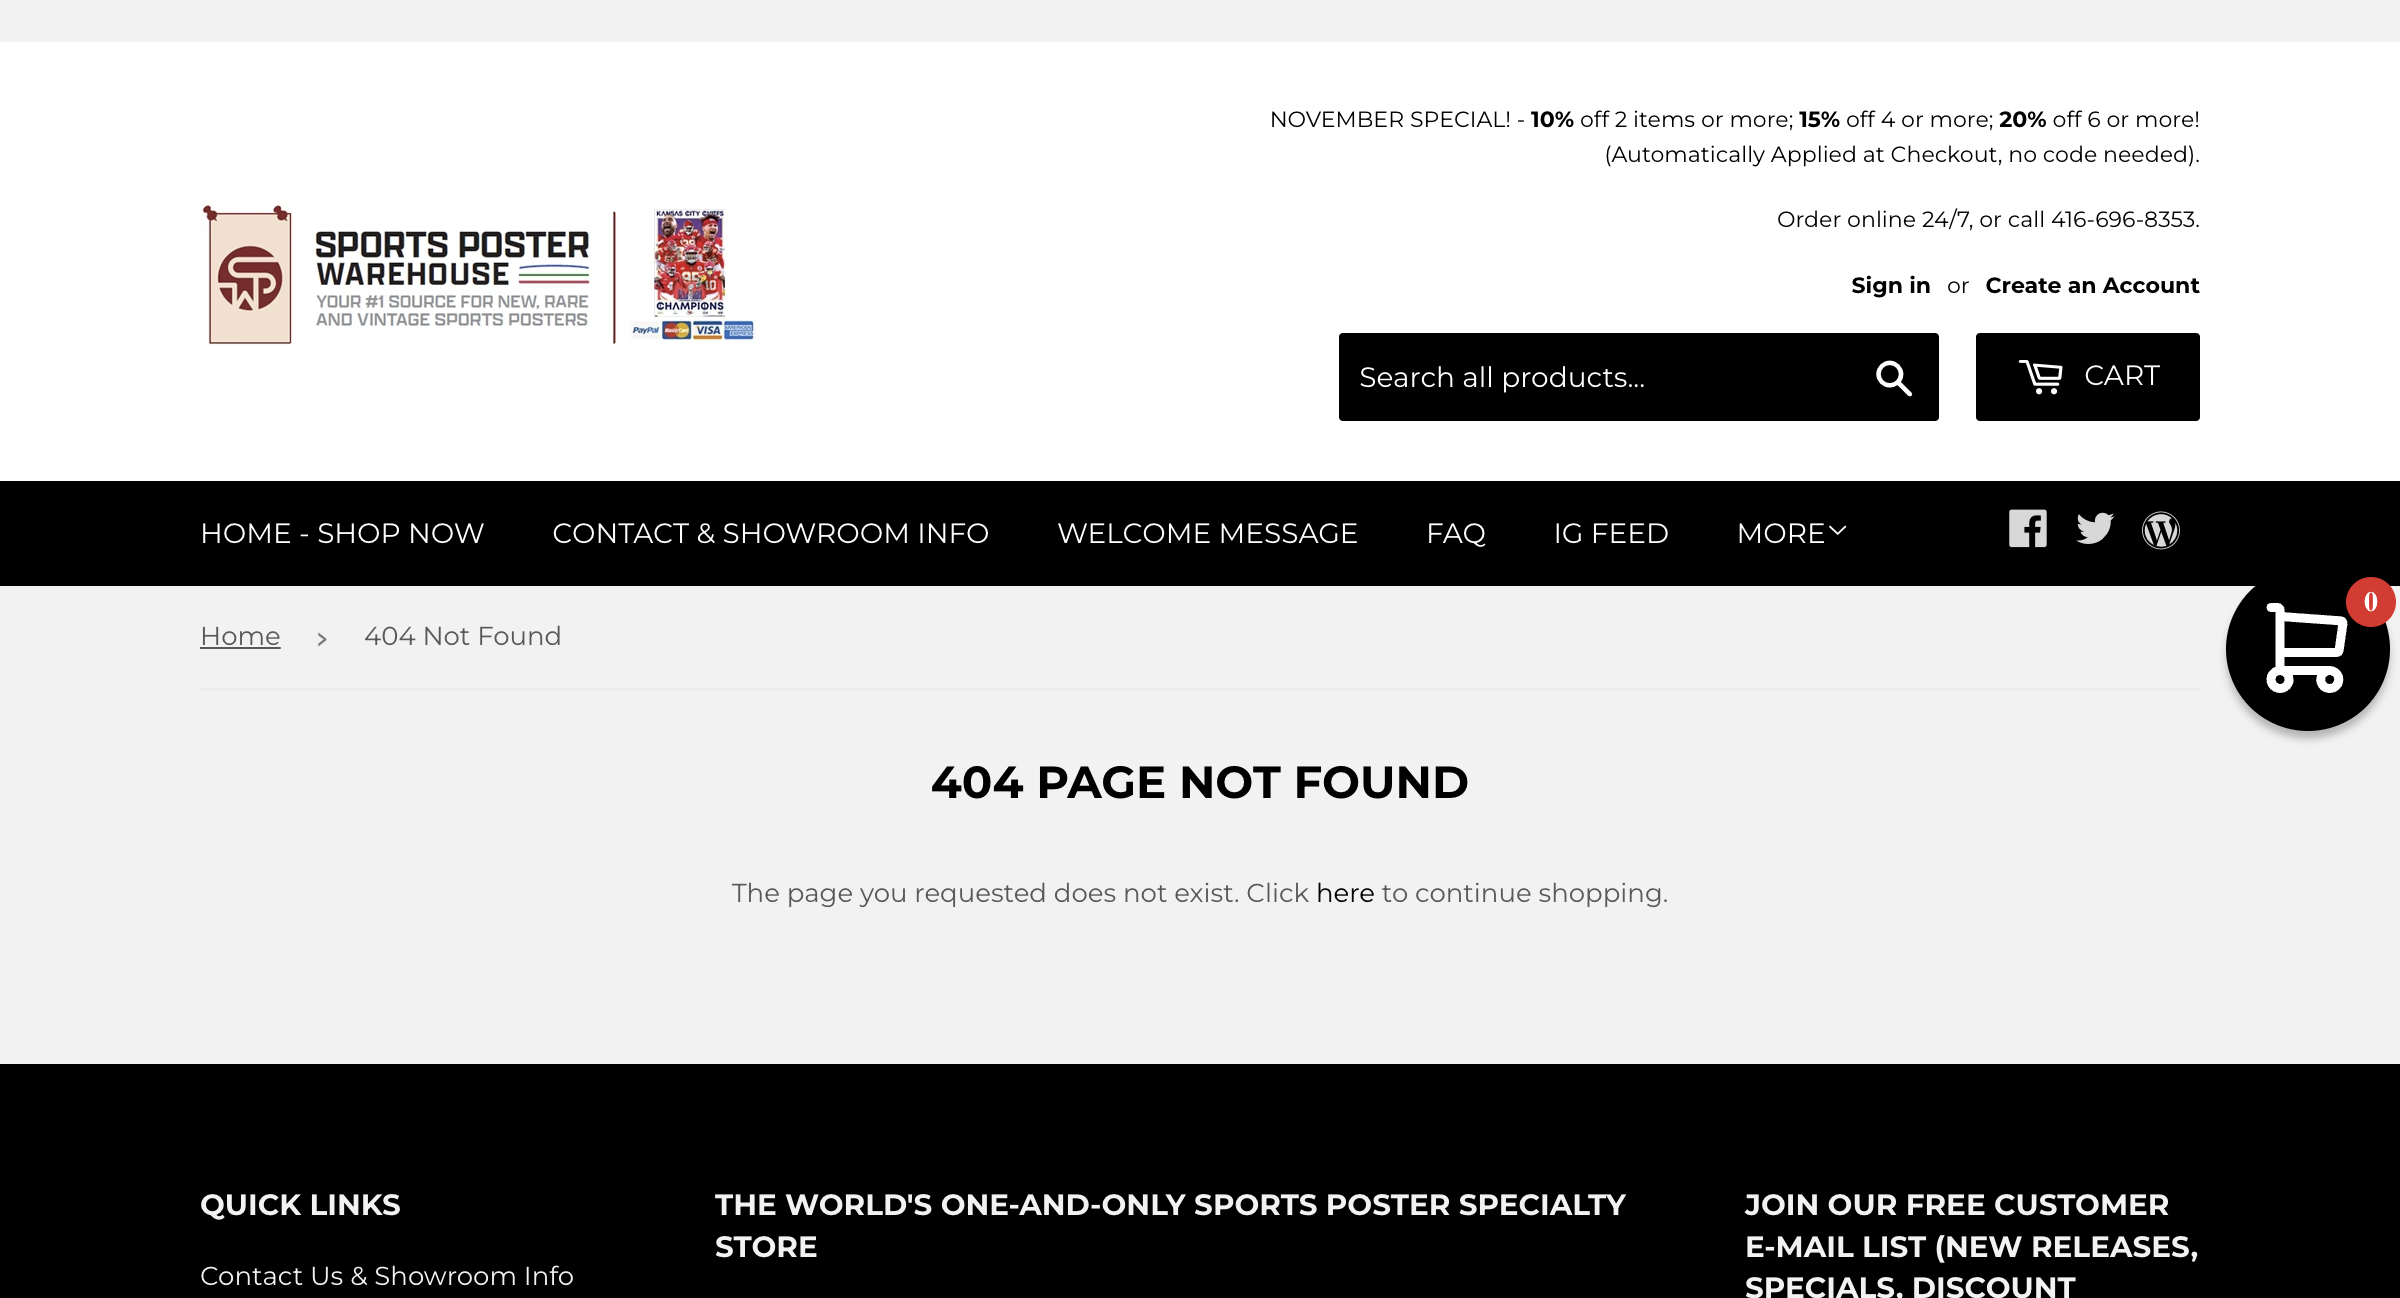 NOVEMBER SPECIAL! - 10% off 2 items or more; 15% off 4 or more; 20% off 6 or more!
(Automatically Applied at Checkout, no code needed).
Order online 24/7, or call 416-696-8353.
Sign in or Create an Account
SPORTS POSTER
WAREHOUSE
YOUR #1 SOURCE FOR NEW, RARE
AND VINTAGE SPORTS POSTERS
KANSAS CITY CHIEFS
CHAMPIONS
PayPal MasterCard VISA AMERICAN EXPRESS
Search all products...
CART
HOME - SHOP NOW CONTACT & SHOWROOM INFO WELCOME MESSAGE FAQ IG FEED MORE
0
Home › 404 Not Found
404 PAGE NOT FOUND
The page you requested does not exist. Click here to continue shopping.
QUICK LINKS
Contact Us & Showroom Info
THE WORLD'S ONE-AND-ONLY SPORTS POSTER SPECIALTY
STORE
JOIN OUR FREE CUSTOMER
E-MAIL LIST (NEW RELEASES,
SPECIALS, DISCOUNT